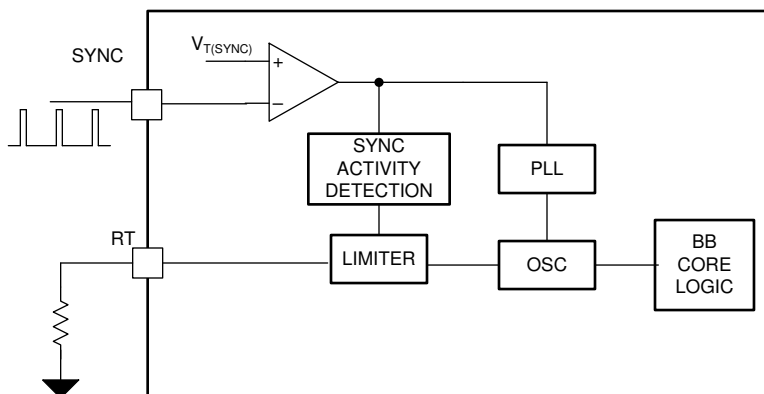 SYNC
V_T(SYNC)
+
−
SYNC
ACTIVITY
DETECTION
PLL
RT
LIMITER
OSC
BB
CORE
LOGIC